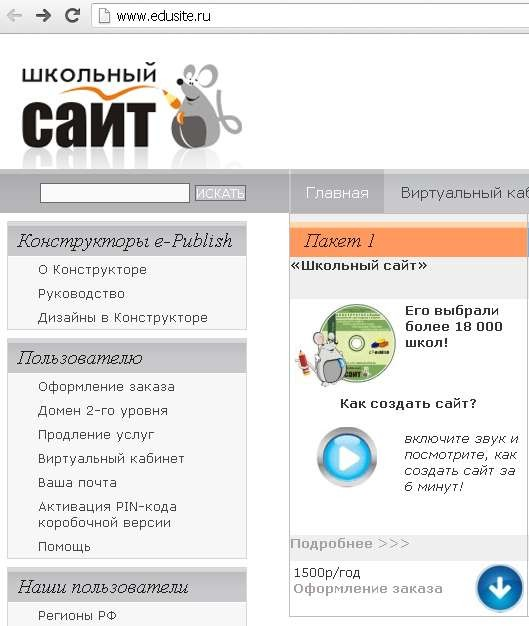 www.edusite.ru
ШКОЛЬНЫЙ
сайт
ИСКАТЬ
Главная
Виртуальный каб
Конструкторы e-Publish
О Конструкторе
Руководство
Дизайны в Конструкторе
Пользователю
Оформление заказа
Домен 2-го уровня
Продление услуг
Виртуальный кабинет
Ваша почта
Активация PIN-кода
коробочной версии
Помощь
Наши пользователи
Регионы РФ
Пакет 1
«Школьный сайт»
Его выбрали
более 18 000
школ!
Как создать сайт?
включите звук и
посмотрите, как
создать сайт за
6 минут!
Подробнее >>>
1500р/год
Оформление заказа